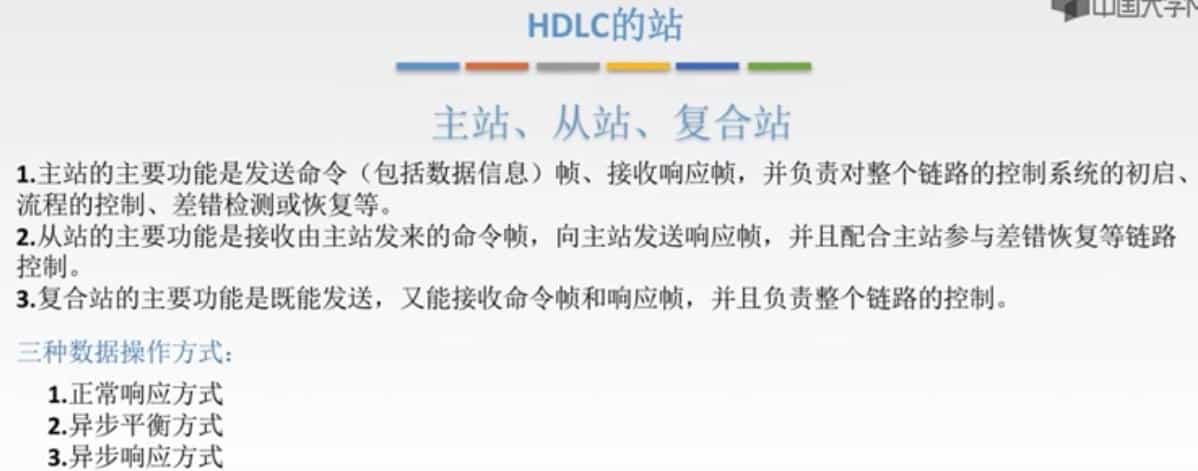 中国大学M
HDLC的站
主站、从站、复合站
1.主站的主要功能是发送命令（包括数据信息）帧、接收响应帧，并负责对整个链路的控制系统的初启、
流程的控制、差错检测或恢复等。
2.从站的主要功能是接收由主站发来的命令帧，向主站发送响应帧，并且配合主站参与差错恢复等链路
控制。
3.复合站的主要功能是既能发送，又能接收命令帧和响应帧，并且负责整个链路的控制。
三种数据操作方式：
1.正常响应方式
2.异步平衡方式
3.异步响应方式